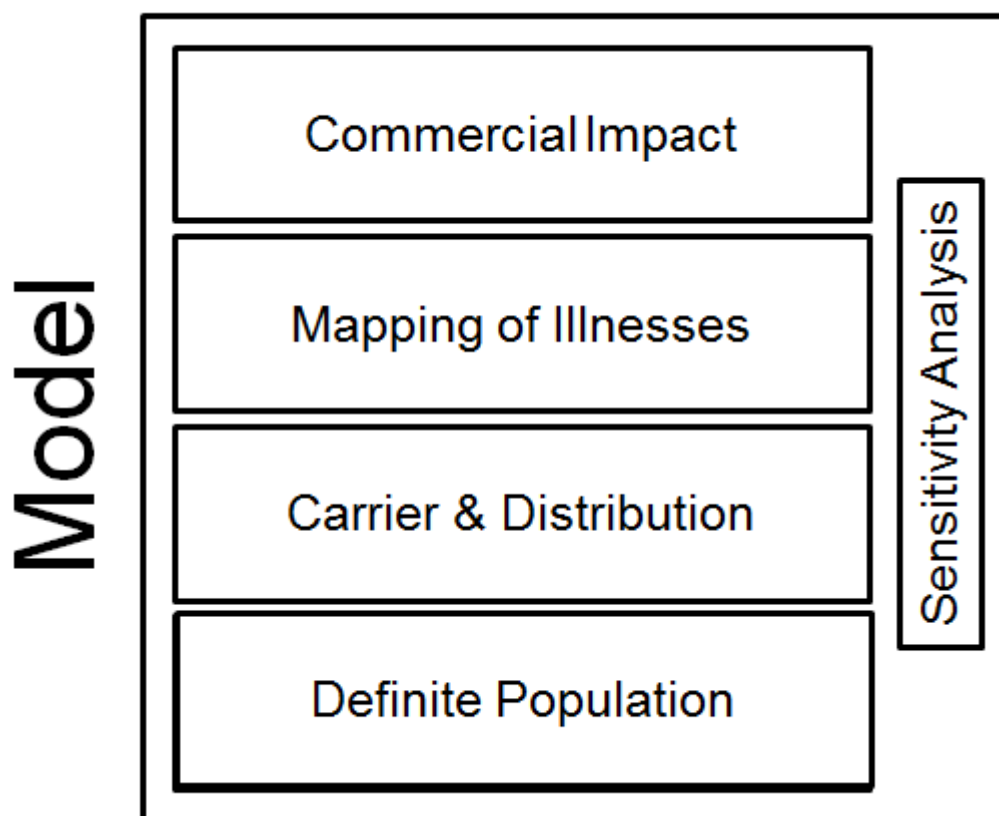 Model
Commercial Impact
Mapping of Illnesses
Carrier & Distribution
Definite Population
Sensitivity Analysis